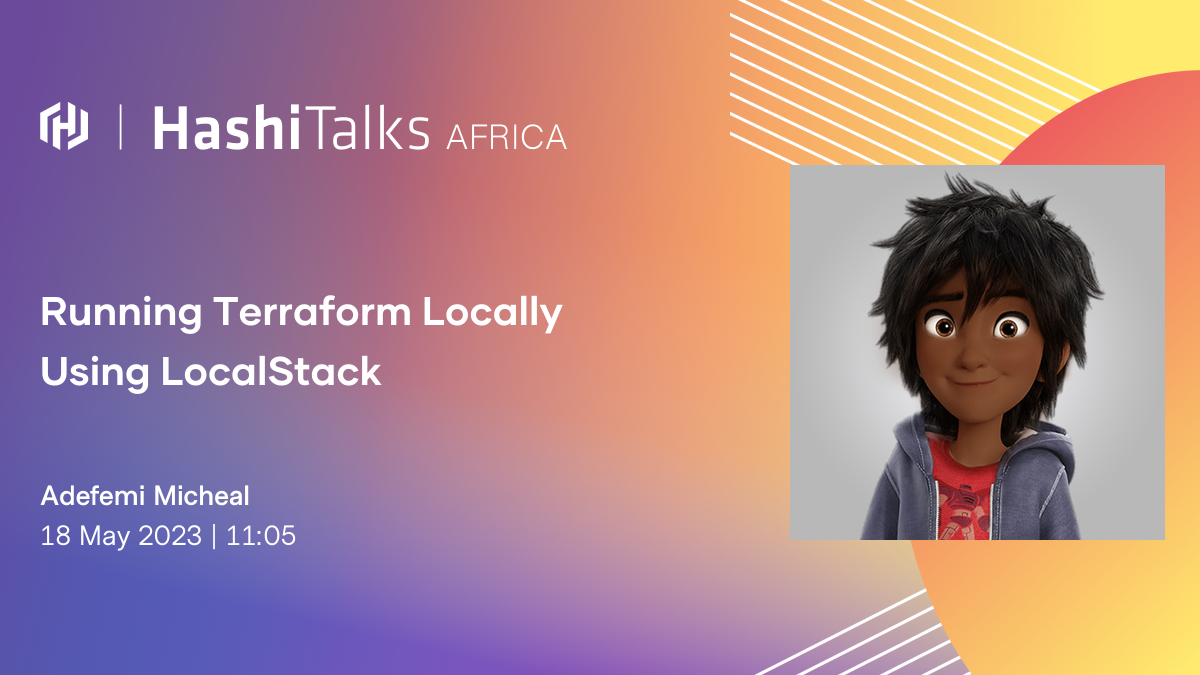 HashiTalks AFRICA
Running Terraform Locally
Using LocalStack
Adefemi Micheal
18 May 2023 | 11:05